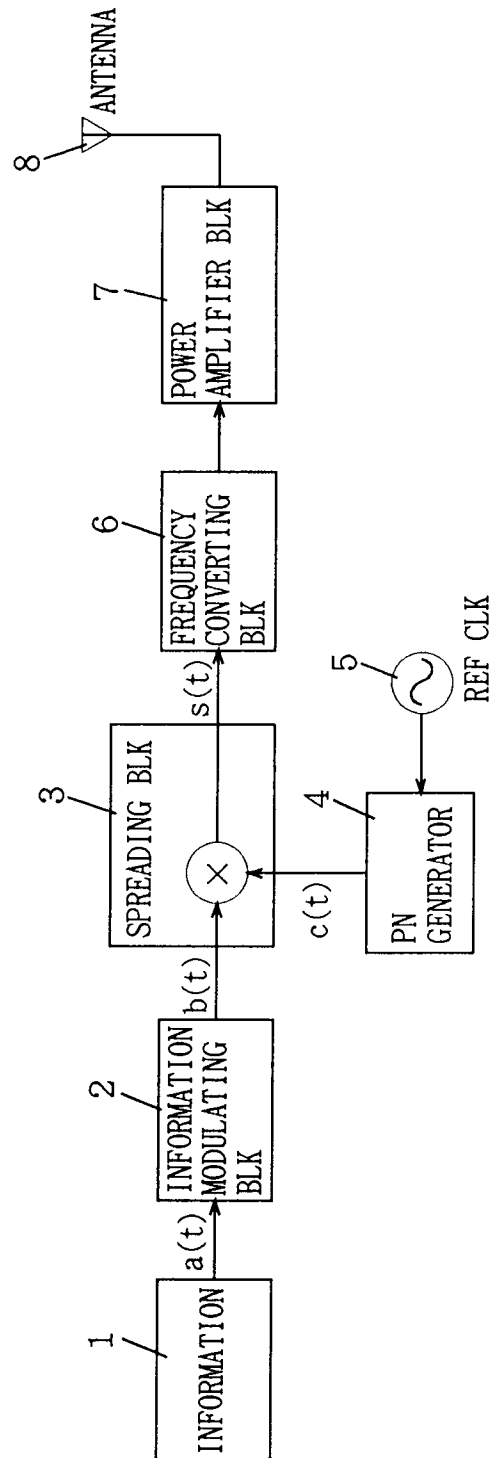 1
INFORMATION
a(t)
2
INFORMATION
MODULATING
BLK
b(t)
3
SPREADING BLK
×
s(t)
c(t)
4
PN
GENERATOR
5
REF CLK
6
FREQUENCY
CONVERTING
BLK
7
POWER
AMPLIFIER BLK
8
ANTENNA